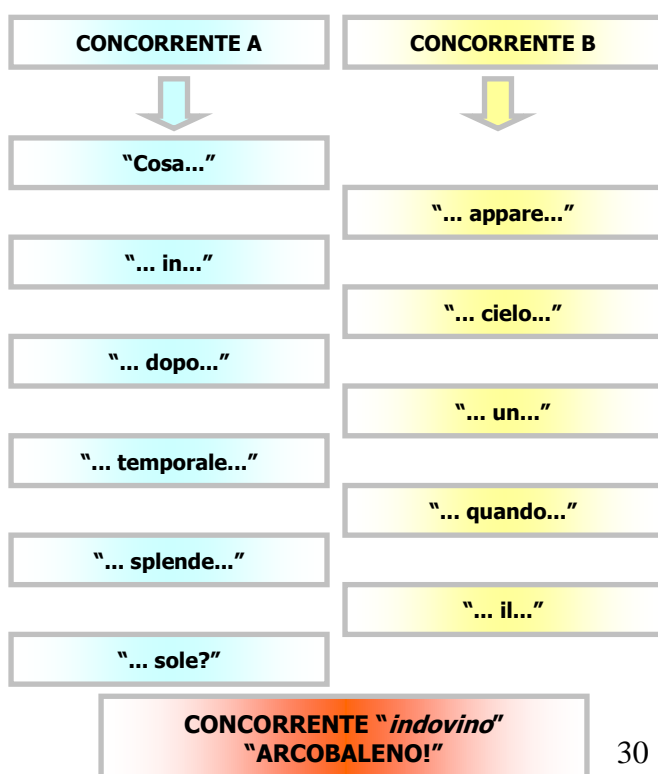 CONCORRENTE A
CONCORRENTE B
“Cosa...”
“... appare...”
“... in...”
“... cielo...”
“... dopo...”
“... un...”
“... temporale...”
“... quando...”
“... splende...”
“... il...”
“... sole?”
CONCORRENTE “indovino”
“ARCOBALENO!”
30